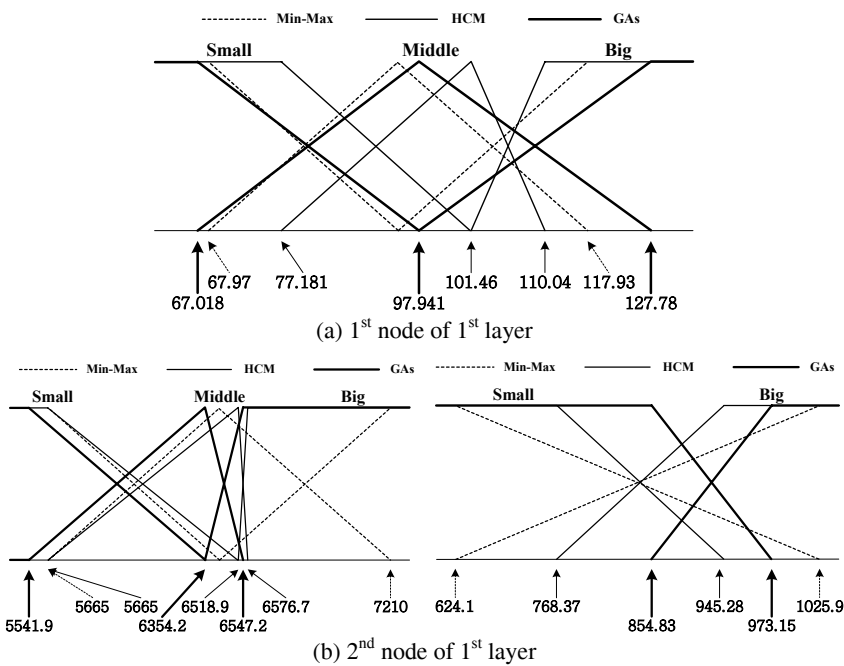 Min-Max HCM GAs
Small Middle Big
67.97 77.181 101.46 110.04 117.93
67.018 97.941 127.78
(a) 1st node of 1st layer
Min-Max HCM GAs
Small Middle Big
5665 5665 6518.9 6576.7 7210
5541.9 6354.2 6547.2
Min-Max HCM GAs
Small Big
624.1 768.37 945.28 1025.9
854.83 973.15
(b) 2nd node of 1st layer